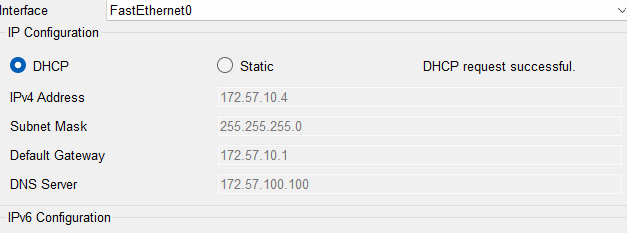 Interface FastEthernet0
IP Configuration
DHCP Static DHCP request successful.
IPv4 Address 172.57.10.4
Subnet Mask 255.255.255.0
Default Gateway 172.57.10.1
DNS Server 172.57.100.100
IPv6 Configuration